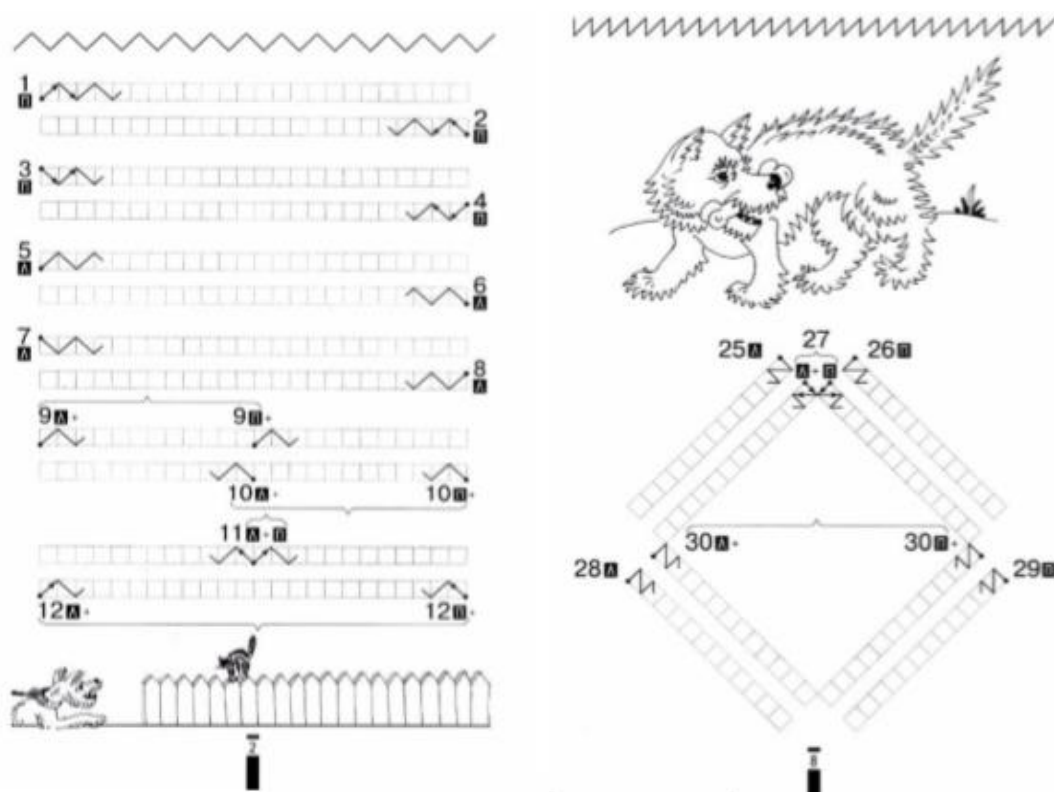 1
П
2
П
3
П
4
П
5
Л
6
Л
7
Л
8
Л
9 Л + 9 П +
10 Л + 10 П +
11 Л + П
12 Л + 12 П +
2
27
25 Л Л + П 26 П
30 Л + 30 П +
28 Л 29 П
8